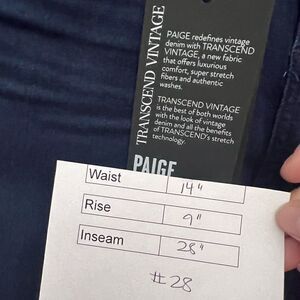 TRANSCEND VINTAGE
PAIGE redefines vintage
denim with TRANSCEND
VINTAGE, a new fabric
that offers luxurious
comfort, super stretch
fibers and authentic
washes.
TRANSCEND VINTAGE
is the best of both worlds
with the look of vintage
denim and all the benefits
of TRANSCEND's stretch
technology.
PAIGE
Waist 14"
Rise 9"
Inseam 28"
#28